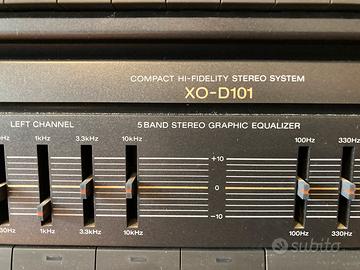 COMPACT HI-FIDELITY STEREO SYSTEM
XO-D101
LEFT CHANNEL 5 BAND STEREO GRAPHIC EQUALIZER
1kHz 3.3kHz 10kHz 100Hz 330Hz
+10
0
-10
1kHz 3.3kHz 10kHz 100Hz 330Hz
subito